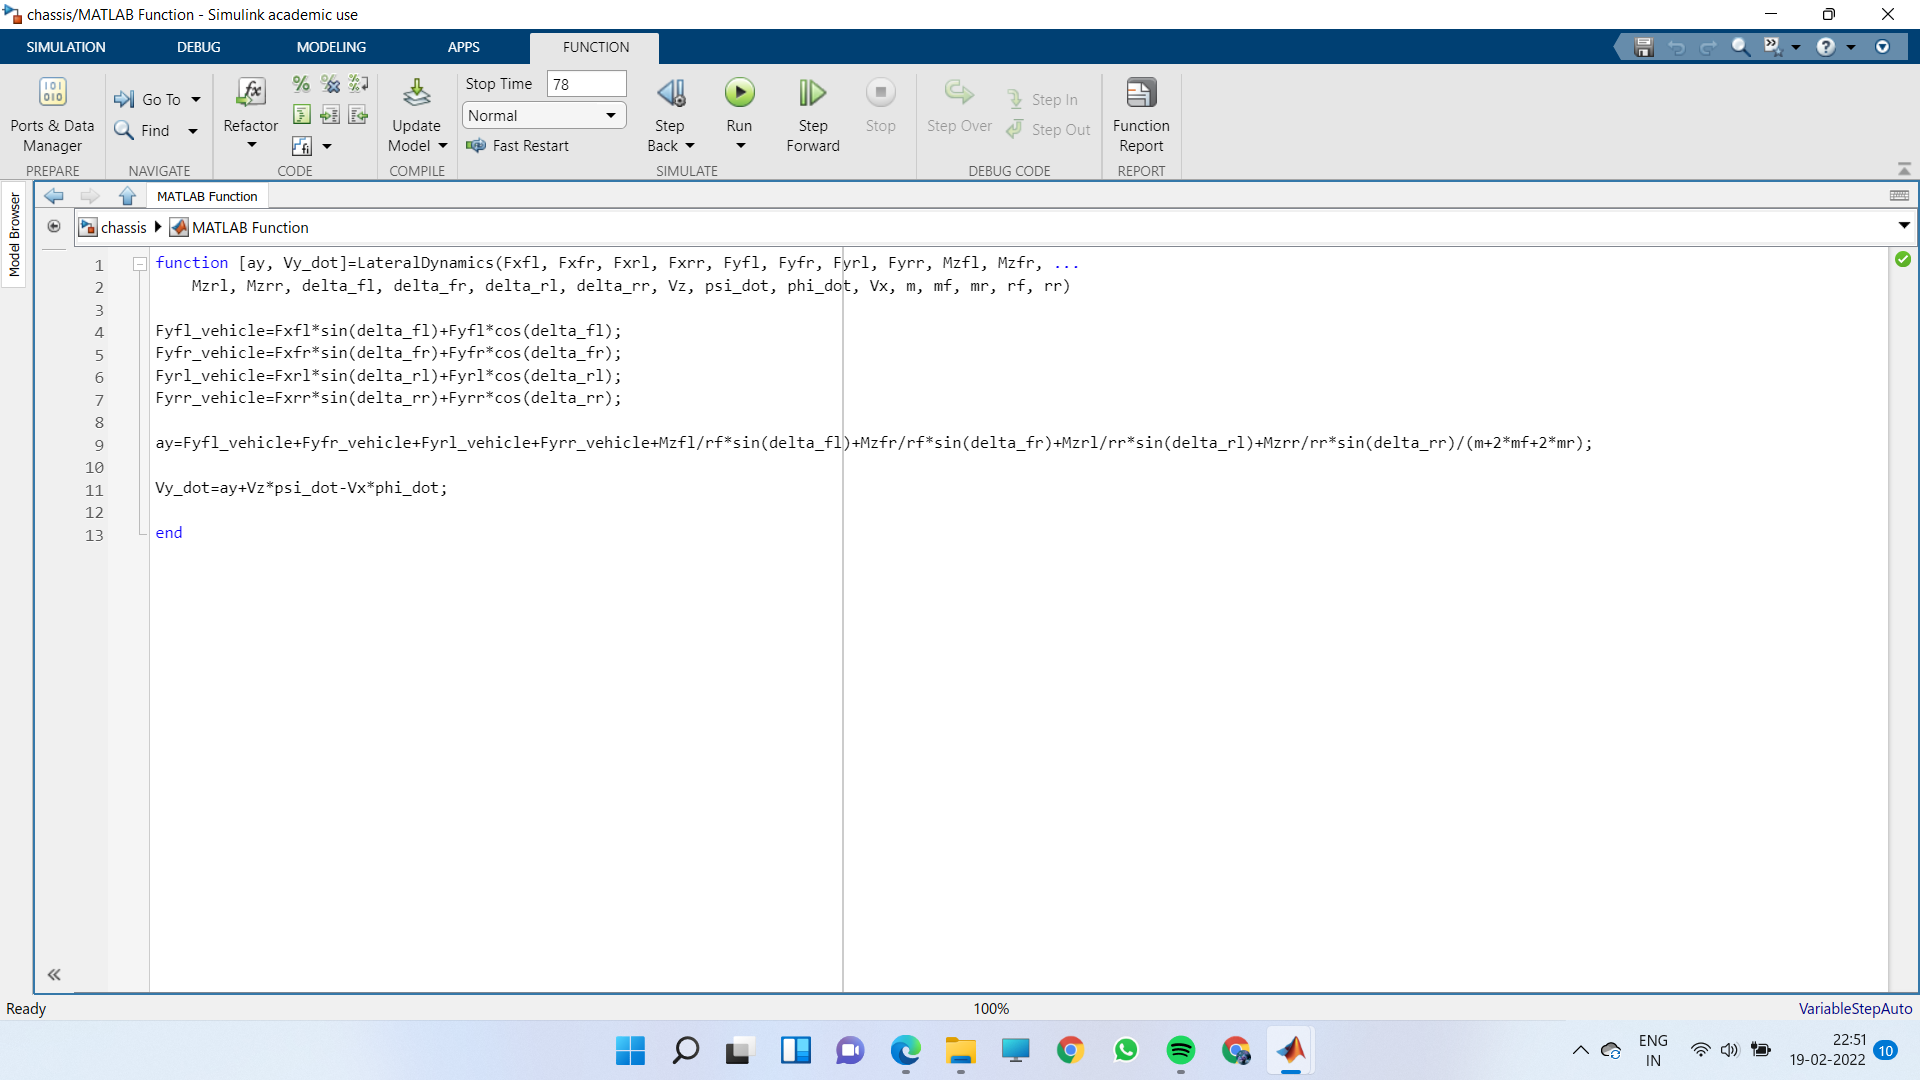 chassis/MATLAB Function - Simulink academic use
SIMULATION DEBUG MODELING APPS FUNCTION
Ports & Data Manager
PREPARE
Go To
Find
NAVIGATE
Refactor
CODE
Update Model
COMPILE
Stop Time 78
Normal
Fast Restart
Step Back
Run
Step Forward
Stop
SIMULATE
Step Over
Step In
Step Out
DEBUG CODE
Function Report
REPORT
Model Browser
MATLAB Function
chassis MATLAB Function
1 function [ay, Vy_dot]=LateralDynamics(Fxfl, Fxfr, Fxrl, Fxrr, Fyfl, Fyfr, Fyrl, Fyrr, Mzfl, Mzfr, ...
2 Mzrl, Mzrr, delta_fl, delta_fr, delta_rl, delta_rr, Vz, psi_dot, phi_dot, Vx, m, mf, mr, rf, rr)
3
4 Fyfl_vehicle=Fxfl*sin(delta_fl)+Fyfl*cos(delta_fl);
5 Fyfr_vehicle=Fxfr*sin(delta_fr)+Fyfr*cos(delta_fr);
6 Fyrl_vehicle=Fxrl*sin(delta_rl)+Fyrl*cos(delta_rl);
7 Fyrr_vehicle=Fxrr*sin(delta_rr)+Fyrr*cos(delta_rr);
8
9 ay=Fyfl_vehicle+Fyfr_vehicle+Fyrl_vehicle+Fyrr_vehicle+Mzfl/rf*sin(delta_fl)+Mzfr/rf*sin(delta_fr)+Mzrl/rr*sin(delta_rl)+Mzrr/rr*sin(delta_rr)/(m+2*mf+2*mr);
10
11 Vy_dot=ay+Vz*psi_dot-Vx*phi_dot;
12
13 end
Ready 100% VariableStepAuto
ENG
IN
22:51
19-02-2022
10